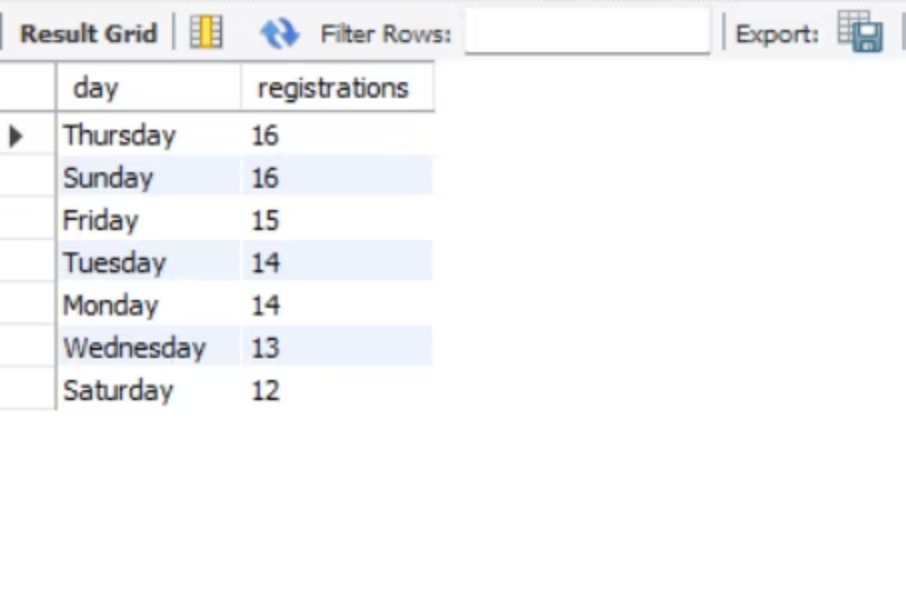 Result Grid Filter Rows: Export:
day registrations
Thursday 16
Sunday 16
Friday 15
Tuesday 14
Monday 14
Wednesday 13
Saturday 12